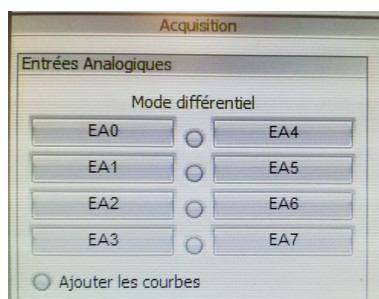 Acquisition
Entrées Analogiques
Mode différentiel
EA0 EA4
EA1 EA5
EA2 EA6
EA3 EA7
Ajouter les courbes